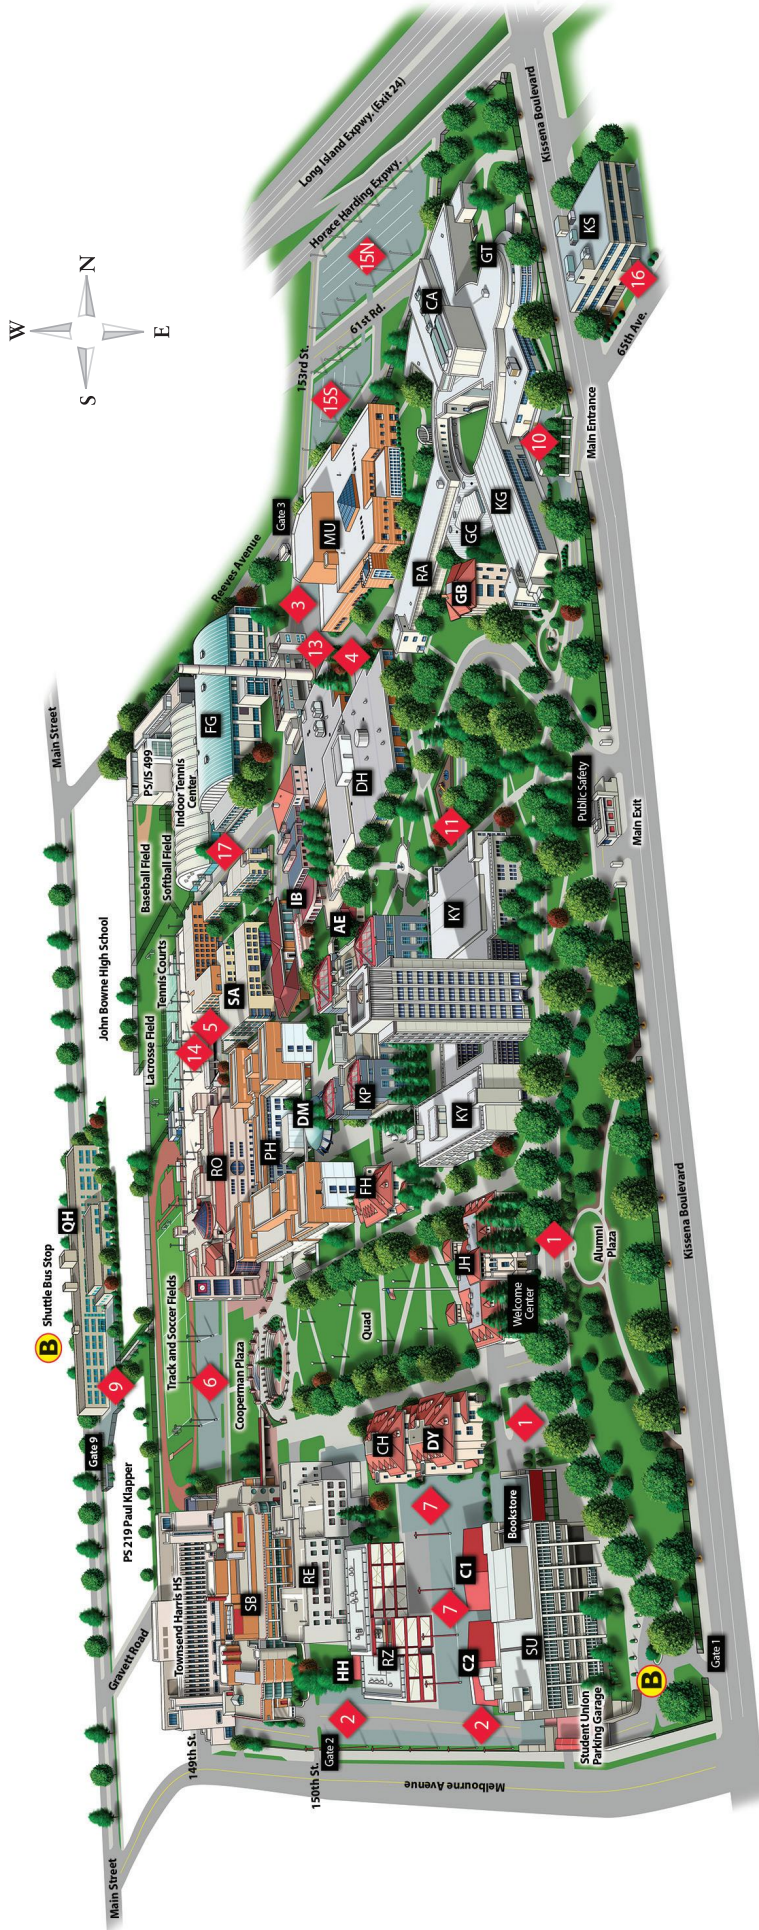 W
N
S
E
Long Island Expwy. (Exit 24)
Horace Harding Expwy.
Kissena Boulevard
15N
61st Rd.
153rd St.
15S
CA
GT
KS
16
65th Ave.
Main Entrance
10
KG
GC
RA
GB
MU
Gate 3
Reeves Avenue
3
13
4
Main Street
PS/IS 499
Indoor Tennis
Center
FG
DH
11
Public Safety
Main Exit
17
Baseball Field
Softball Field
IB
AE
KY
John Bowne High School
Tennis Courts
Lacrosse Field
SA
5
14
KP
DM
PH
RO
FH
KY
JH
1
Alumni
Plaza
Welcome
Center
Kissena Boulevard
QH
Shuttle Bus Stop
B
9
Gate 9
Track and Soccer Fields
6
Cooperman Plaza
Quad
CH
DY
1
PS 219 Paul Klapper
Townsend Harris HS
SB
RE
7
Bookstore
C1
7
HH
RZ
C2
SU
Gravett Road
2
2
Student Union
Parking Garage
B
Gate 1
Gate 2
149th St.
150th St.
Melbourne Avenue
Main Street